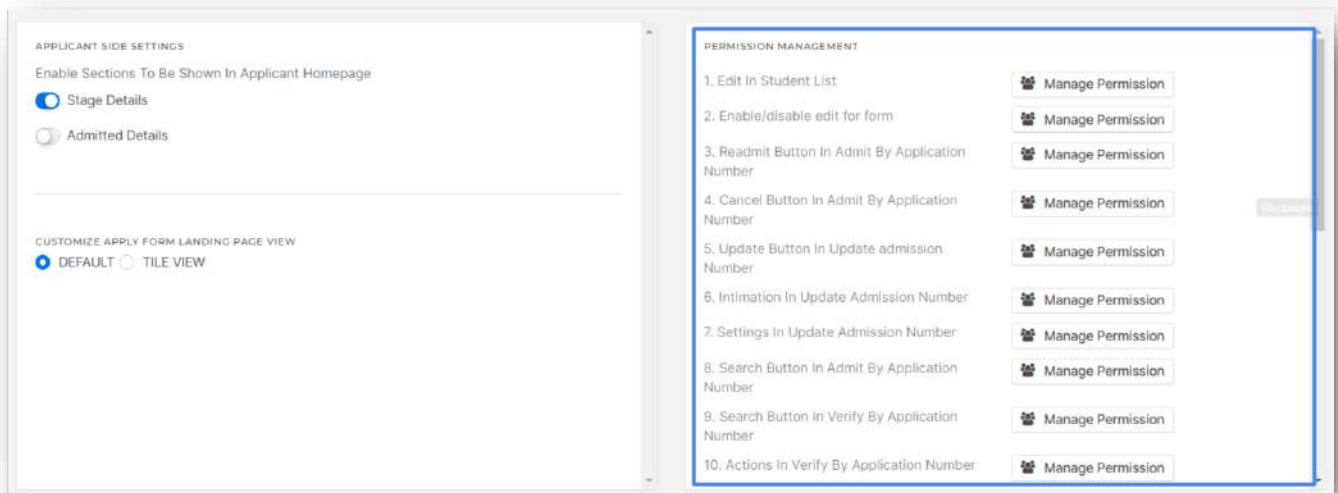 APPLICANT SIDE SETTINGS
Enable Sections To Be Shown In Applicant Homepage
Stage Details
Admitted Details
CUSTOMIZE APPLY FORM LANDING PAGE VIEW
DEFAULT TILE VIEW
PERMISSION MANAGEMENT
1. Edit In Student List Manage Permission
2. Enable/disable edit for form Manage Permission
3. Readmit Button In Admit By Application Manage Permission
Number
4. Cancel Button In Admit By Application Manage Permission
Number
5. Update Button In Update admission Manage Permission
Number
6. Intimation In Update Admission Number Manage Permission
7. Settings In Update Admission Number Manage Permission
8. Search Button In Admit By Application Manage Permission
Number
9. Search Button In Verify By Application Manage Permission
Number
10. Actions In Verify By Application Number Manage Permission